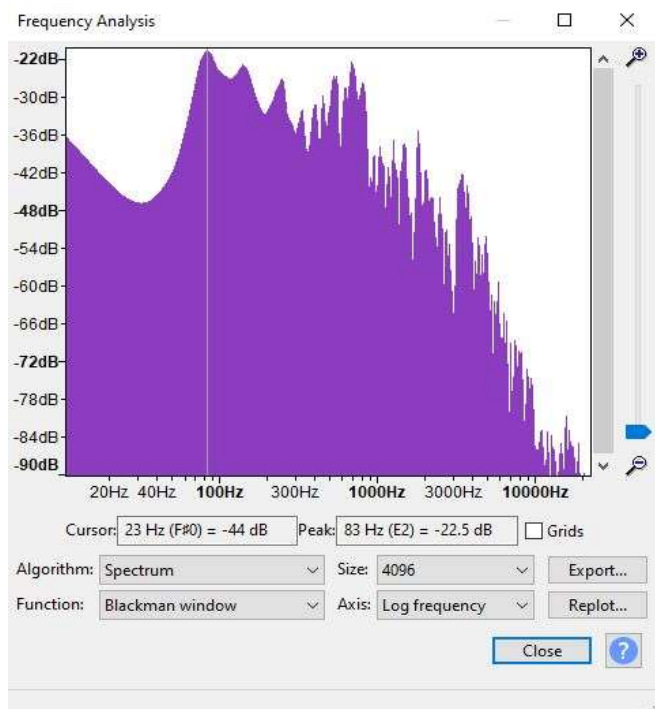 Frequency Analysis
-22dB
-30dB
-36dB
-42dB
-48dB
-54dB
-60dB
-66dB
-72dB
-78dB
-84dB
-90dB
20Hz 40Hz 100Hz 300Hz 1000Hz 3000Hz 10000Hz
Cursor: 23 Hz (F♯0) = -44 dB Peak: 83 Hz (E2) = -22.5 dB Grids
Algorithm: Spectrum Size: 4096 Export...
Function: Blackman window Axis: Log frequency Replot...
Close ?